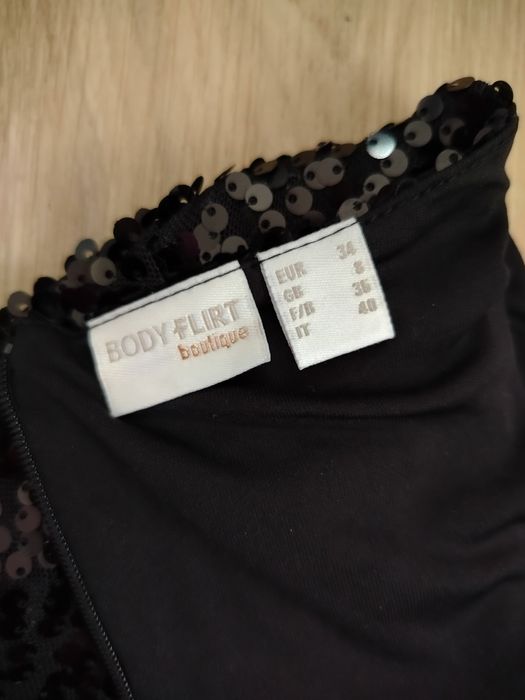 BODY FLIRT
boutique
EUR 34
GB 8
F/B 36
IT 40